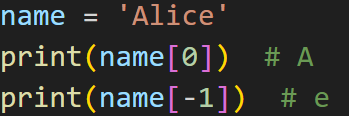 name = 'Alice'
print(name[0])  # A
print(name[-1])  # e